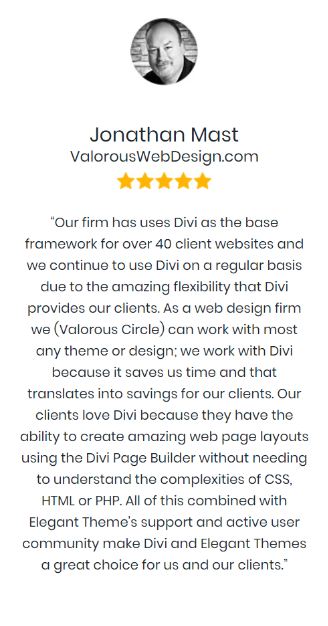 Jonathan Mast
ValorousWebDesign.com
“Our firm has uses Divi as the base
framework for over 40 client websites and
we continue to use Divi on a regular basis
due to the amazing flexibility that Divi
provides our clients. As a web design firm
we (Valorous Circle) can work with most
any theme or design; we work with Divi
because it saves us time and that
translates into savings for our clients. Our
clients love Divi because they have the
ability to create amazing web page layouts
using the Divi Page Builder without needing
to understand the complexities of CSS,
HTML or PHP. All of this combined with
Elegant Theme's support and active user
community make Divi and Elegant Themes
a great choice for us and our clients.”